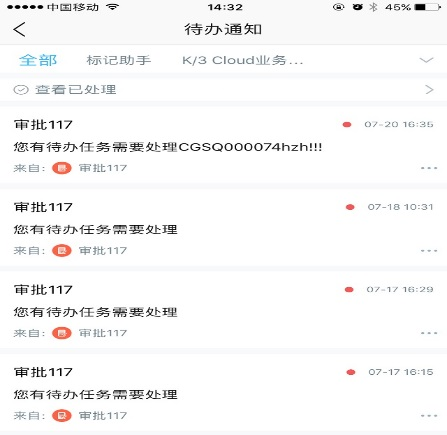 中国移动 14:32 45%
待办通知
全部 标记助手 K/3 Cloud业务...
查看已处理
审批117 07-20 16:35
您有待办任务需要处理CGSQ000074hzh!!!
来自: 审批117
审批117 07-18 10:31
您有待办任务需要处理
来自: 审批117
审批117 07-17 16:29
您有待办任务需要处理
来自: 审批117
审批117 07-17 16:15
您有待办任务需要处理
来自: 审批117